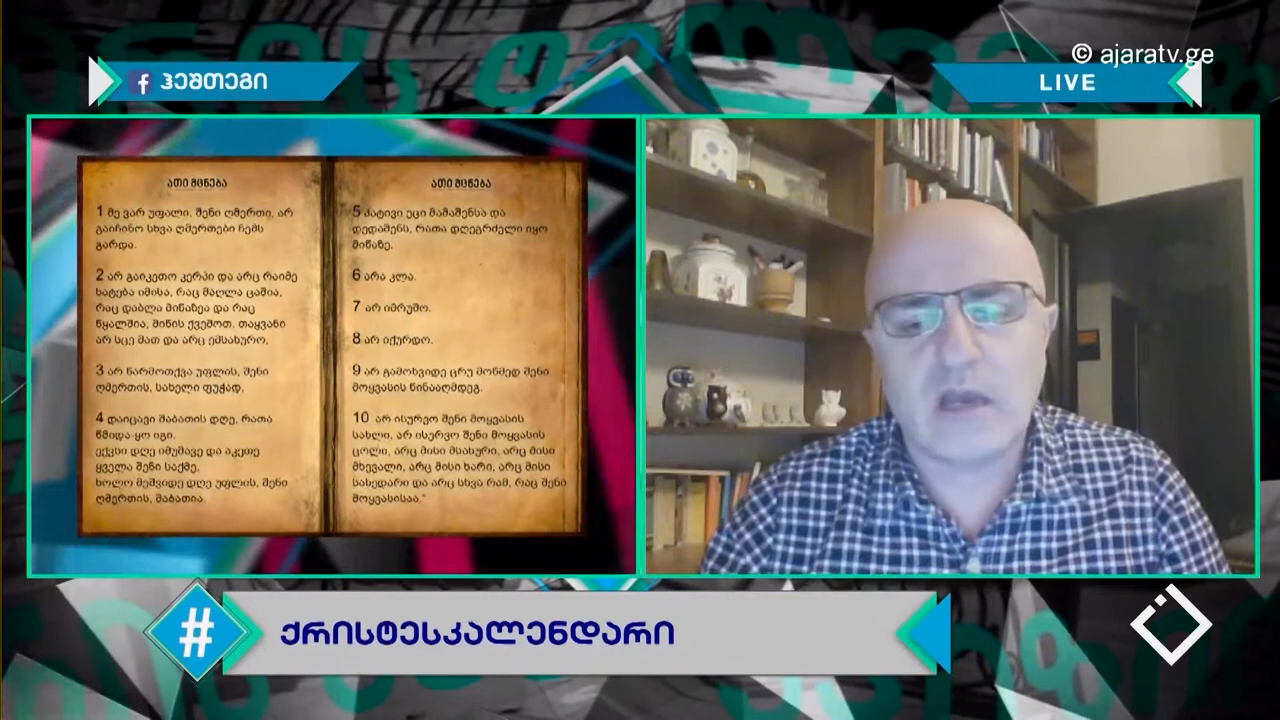 © ajaratv.ge
ჰეშთეგი
LIVE
ათი მცნება
1 მე ვარ უფალი, შენი ღმერთი, არ
გაიჩინო სხვა ღმერთები ჩემს
გარდა.
2 არ გაიკეთო კერპი და არც რაიმე
ხატება იმისა, რაც მაღლა ცაშია,
რაც დაბლა მიწაზეა და რაც
წყალშია, მიწის ქვეშოთ. თაყვანი
არ სცე მათ და არც ემსახურო,
3 არ წარმოთქვა უფლის, შენი
ღმერთის, სახელი ფუჭად,
4 დაიცავი შაბათის დღე, რათა
წმიდა-ყო იგი.
ექვსი დღე იმუშავე და აკეთე
ყველა შენი საქმე,
ხოლო მეშვიდე დღე უფლის, შენი
ღმერთის, შაბათია.
ათი მცნება
5 პატივი ეცი მამაშენსა და
დედაშენს, რათა დღეგრძელი იყო
მიწაზე,
6 არა კლა.
7 არ იმრუშო.
8 არ იქურდო.
9 არ გამოხვიდე ცრუ მოწმედ შენი
მოყვასის წინააღმდეგ.
10 არ ისურვო შენი მოყვასის
სახლი, არ ისურვო შენი მოყვასის
ცოლი, არც მისი მსახური, არც მისი
მხევალი, არც მისი ხარი, არც მისი
სახედარი და არც სხვა რამ, რაც შენი
მოყვასისაა,"
#
ქრისტესკალენდარი